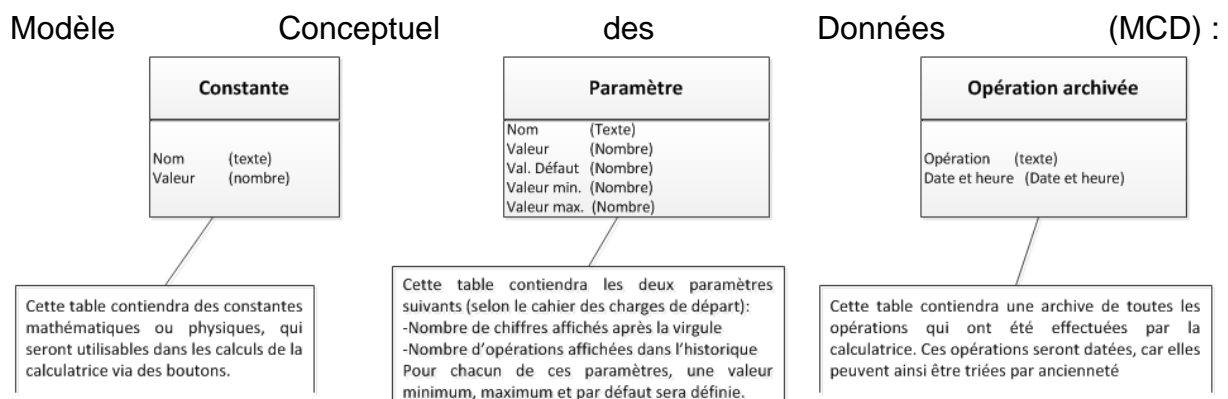 Modèle Conceptuel des Données (MCD) :
Constante
Nom (texte)
Valeur (nombre)
Cette table contiendra des constantes
mathématiques ou physiques, qui
seront utilisables dans les calculs de la
calculatrice via des boutons.
Paramètre
Nom (Texte)
Valeur (Nombre)
Val. Défaut (Nombre)
Valeur min. (Nombre)
Valeur max. (Nombre)
Cette table contiendra les deux paramètres
suivants (selon le cahier des charges de départ):
-Nombre de chiffres affichés après la virgule
-Nombre d'opérations affichées dans l'historique
Pour chacun de ces paramètres, une valeur
minimum, maximum et par défaut sera définie.
Opération archivée
Opération (texte)
Date et heure (Date et heure)
Cette table contiendra une archive de toutes les
opérations qui ont été effectuées par la
calculatrice. Ces opérations seront datées, car elles
peuvent ainsi être triées par ancienneté